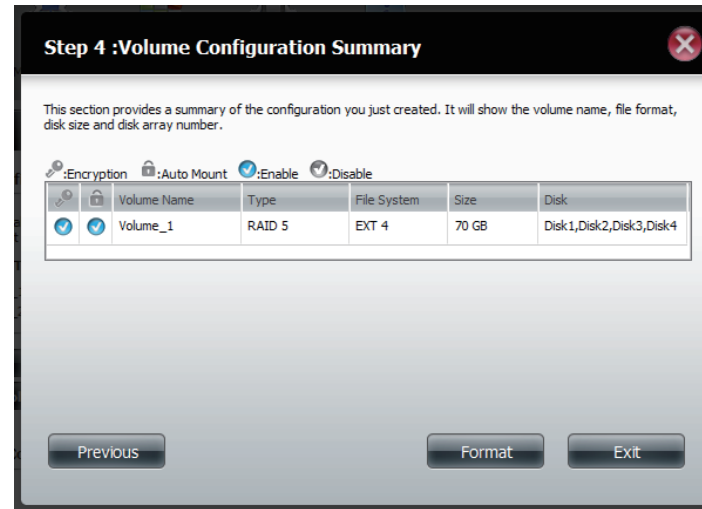 Step 4 :Volume Configuration Summary
This section provides a summary of the configuration you just created. It will show the volume name, file format,
disk size and disk array number.
:Encryption :Auto Mount :Enable :Disable
Volume Name Type File System Size Disk
Volume_1 RAID 5 EXT 4 70 GB Disk1,Disk2,Disk3,Disk4
Previous Format Exit